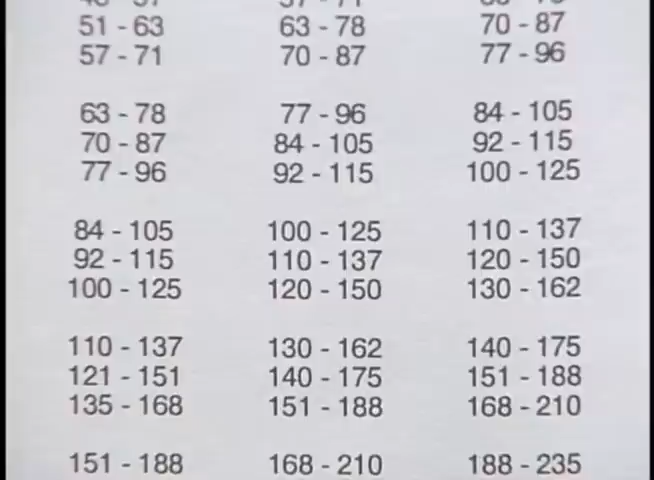 51 - 63 63 - 78 70 - 87
57 - 71 70 - 87 77 - 96
63 - 78 77 - 96 84 - 105
70 - 87 84 - 105 92 - 115
77 - 96 92 - 115 100 - 125
84 - 105 100 - 125 110 - 137
92 - 115 110 - 137 120 - 150
100 - 125 120 - 150 130 - 162
110 - 137 130 - 162 140 - 175
121 - 151 140 - 175 151 - 188
135 - 168 151 - 188 168 - 210
151 - 188 168 - 210 188 - 235